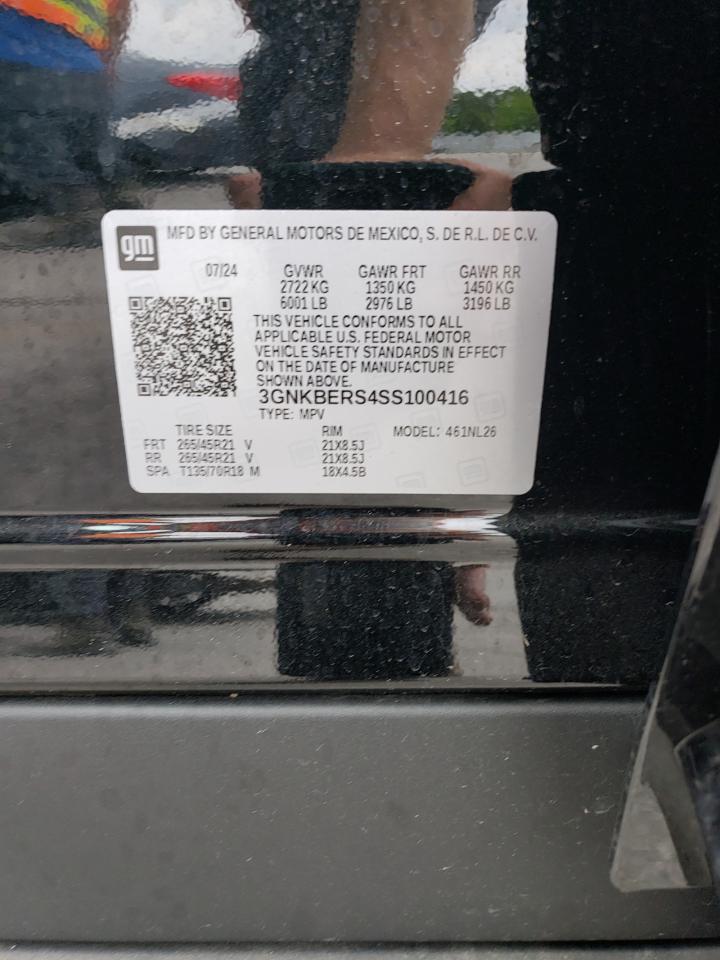 gm MFD BY GENERAL MOTORS DE MEXICO, S. DE R.L. DE C.V.
07/24 GVWR GAWR FRT GAWR RR
2722 KG 1350 KG 1450 KG
6001 LB 2976 LB 3196 LB
THIS VEHICLE CONFORMS TO ALL
APPLICABLE U.S. FEDERAL MOTOR
VEHICLE SAFETY STANDARDS IN EFFECT
ON THE DATE OF MANUFACTURE
SHOWN ABOVE.
3GNKBERS4SS100416
TYPE: MPV
TIRE SIZE RIM MODEL: 461NL26
FRT 265/45R21 V 21X8.5J
RR 265/45R21 V 21X8.5J
SPA T135/70R18 M 18X4.5B